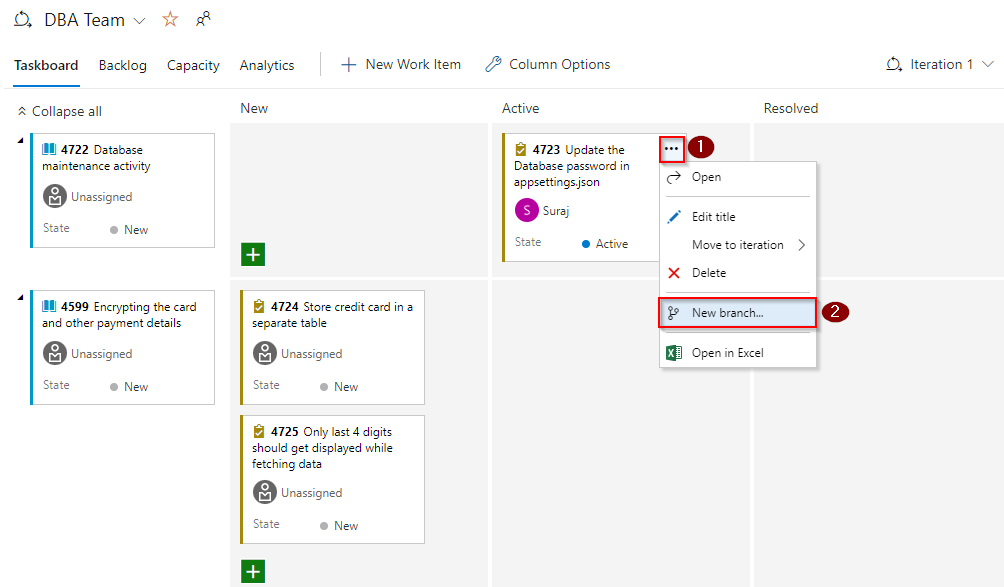 DBA Team
Taskboard Backlog Capacity Analytics New Work Item Column Options Iteration 1
Collapse all New Active Resolved
4722 Database
maintenance activity
Unassigned
State New
4723 Update the
Database password in
appsettings.json
S Suraj
State Active
1
Open
Edit title
Move to iteration
Delete
New branch...
2
Open in Excel
4599 Encrypting the card
and other payment details
Unassigned
State New
4724 Store credit card in a
separate table
Unassigned
State New
4725 Only last 4 digits
should get displayed while
fetching data
Unassigned
State New